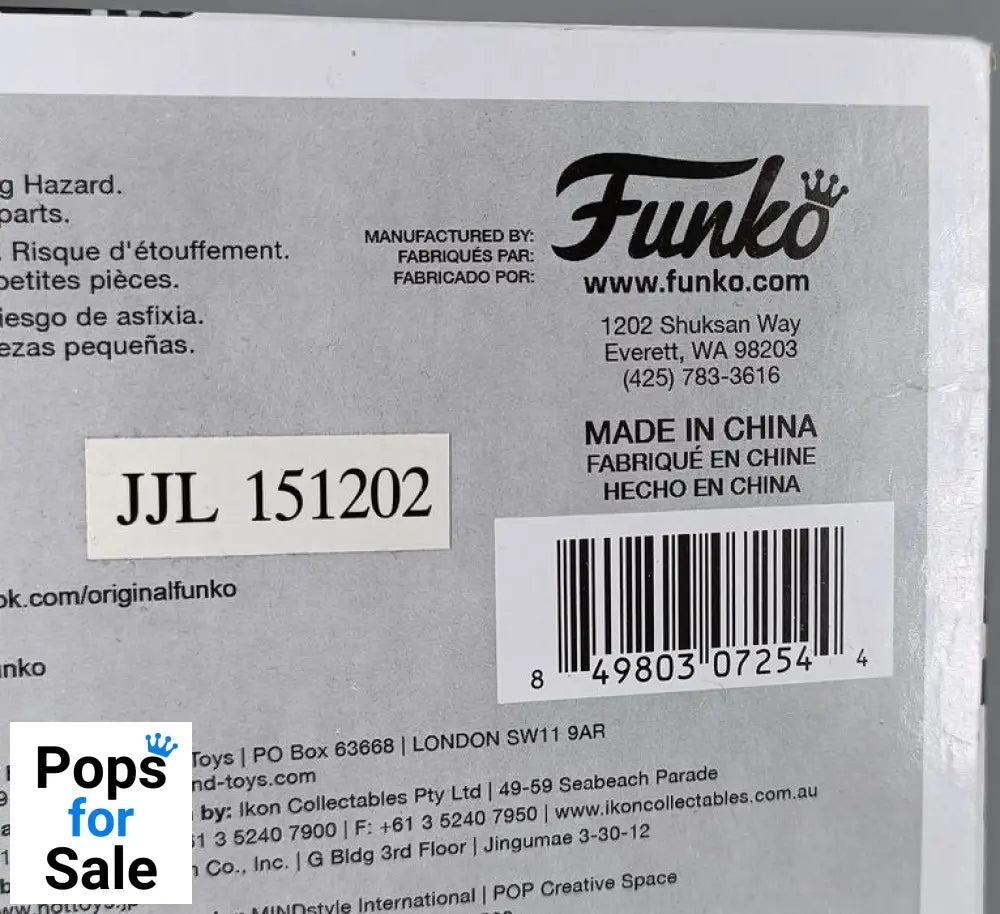 g Hazard.
parts.
. Risque d'étouffement.
petites pièces.
iesgo de asfixia.
ezas pequeñas.
MANUFACTURED BY:
FABRIQUÉS PAR:
FABRICADO POR:
Funko
www.funko.com
1202 Shuksan Way
Everett, WA 98203
(425) 783-3616
MADE IN CHINA
FABRIQUÉ EN CHINE
HECHO EN CHINA
JJL 151202
8 49803 07254 4
ok.com/originalfunko
unko
Toys | PO Box 63668 | LONDON SW11 9AR
nd-toys.com
by: Ikon Collectables Pty Ltd | 49-59 Seabeach Parade
61 3 5240 7900 | F: +61 3 5240 7950 | www.ikoncollectables.com.au
Co., Inc. | G Bldg 3rd Floor | Jingumae 3-30-12
MINDstyle International | POP Creative Space
Pops
for
Sale